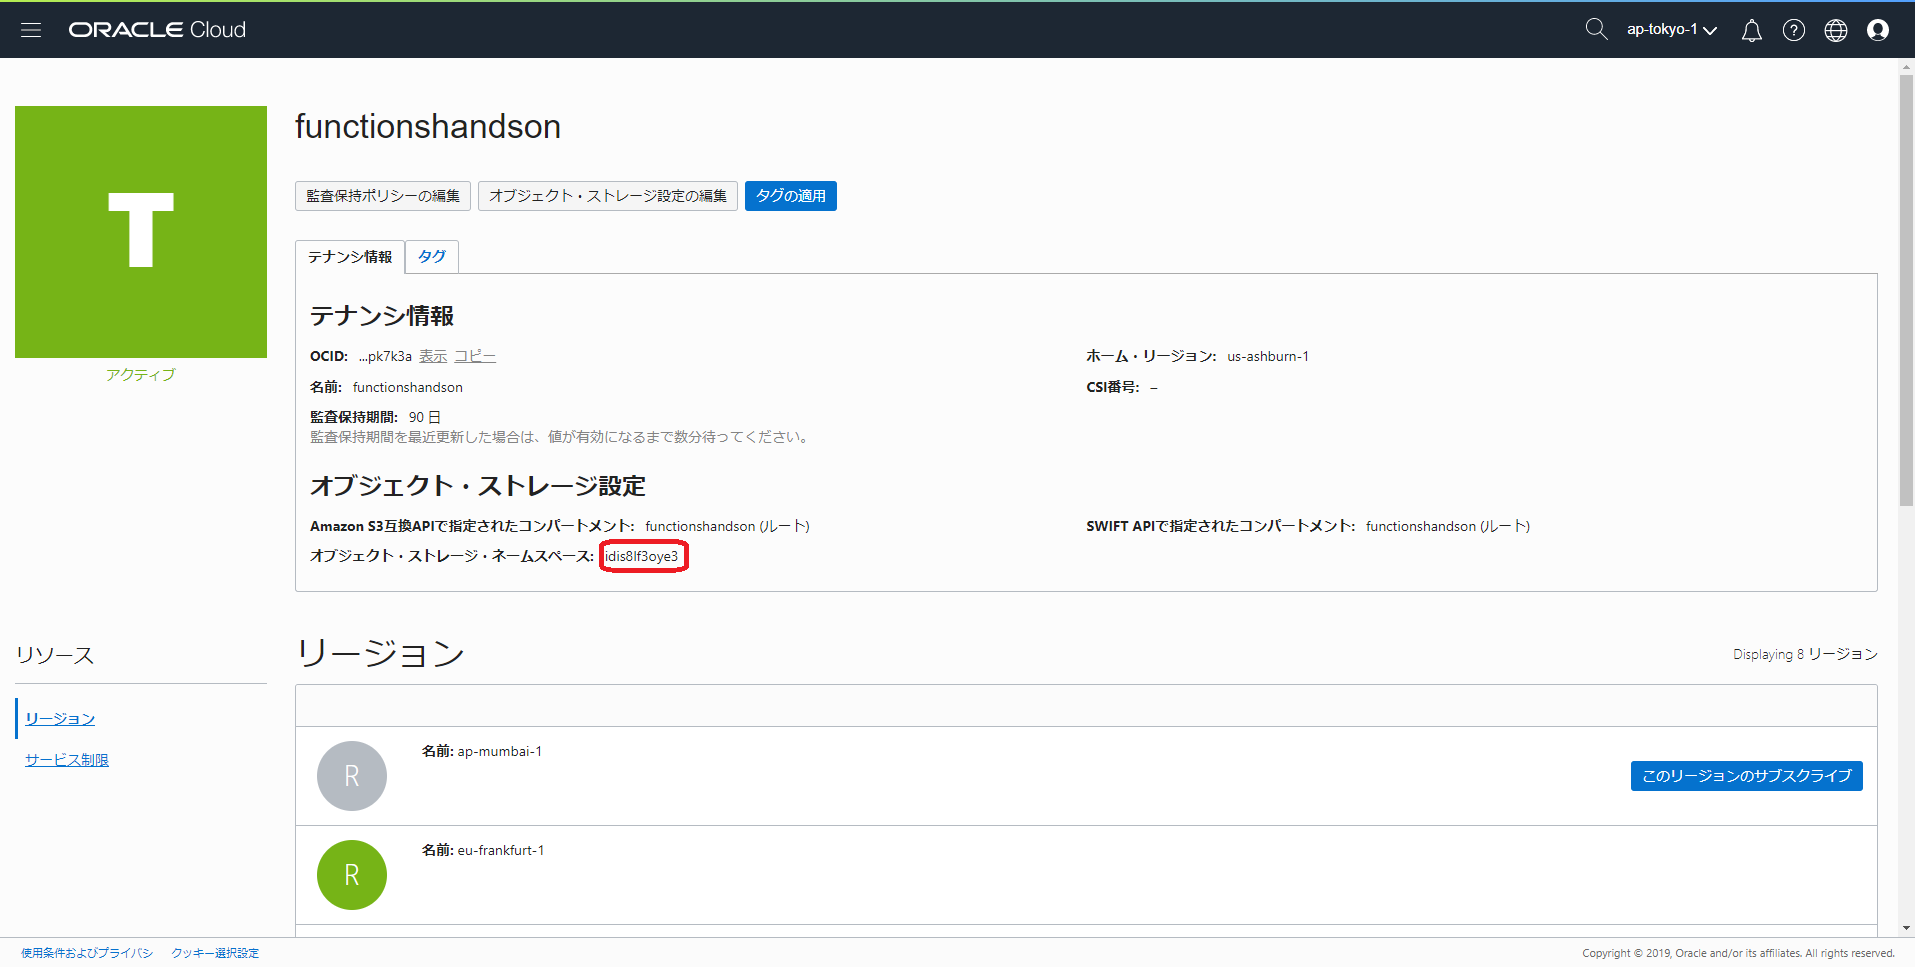 ORACLE Cloud
ap-tokyo-1
T
アクティブ
functionshandson
監査保持ポリシーの編集
オブジェクト・ストレージ設定の編集
タグの適用
テナンシ情報
タグ
テナンシ情報
OCID: ...pk7k3a 表示 コピー
ホーム・リージョン: us-ashburn-1
名前: functionshandson
CSI番号: –
監査保持期間: 90 日
監査保持期間を最近更新した場合は、値が有効になるまで数分待ってください。
オブジェクト・ストレージ設定
Amazon S3互換APIで指定されたコンパートメント: functionshandson (ルート)
SWIFT APIで指定されたコンパートメント: functionshandson (ルート)
オブジェクト・ストレージ・ネームスペース: idis8lf3oye3
リソース
リージョン
サービス制限
リージョン
Displaying 8 リージョン
R
名前: ap-mumbai-1
このリージョンのサブスクライブ
R
名前: eu-frankfurt-1
使用条件およびプライバシ
クッキー選択設定
Copyright © 2019, Oracle and/or its affiliates. All rights reserved.